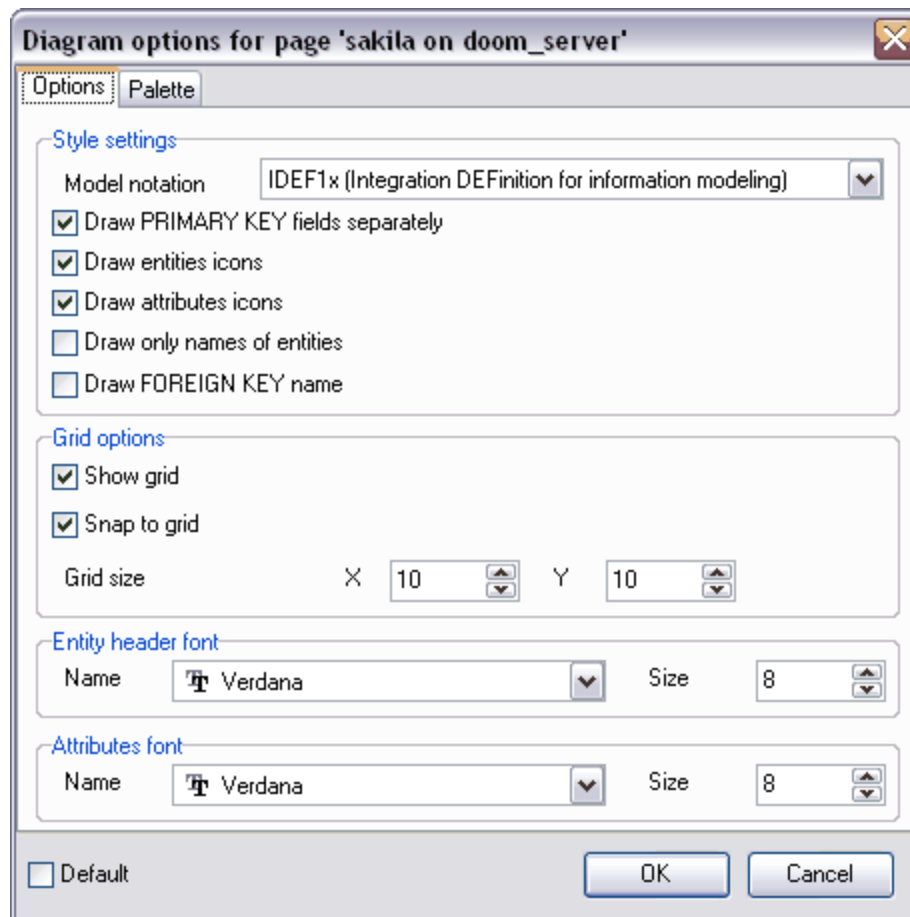 Diagram options for page 'sakila on doom_server'
Options Palette
Style settings
Model notation IDEF1x (Integration DEFinition for information modeling)
Draw PRIMARY KEY fields separately
Draw entities icons
Draw attributes icons
Draw only names of entities
Draw FOREIGN KEY name
Grid options
Show grid
Snap to grid
Grid size X 10 Y 10
Entity header font
Name Verdana Size 8
Attributes font
Name Verdana Size 8
Default OK Cancel